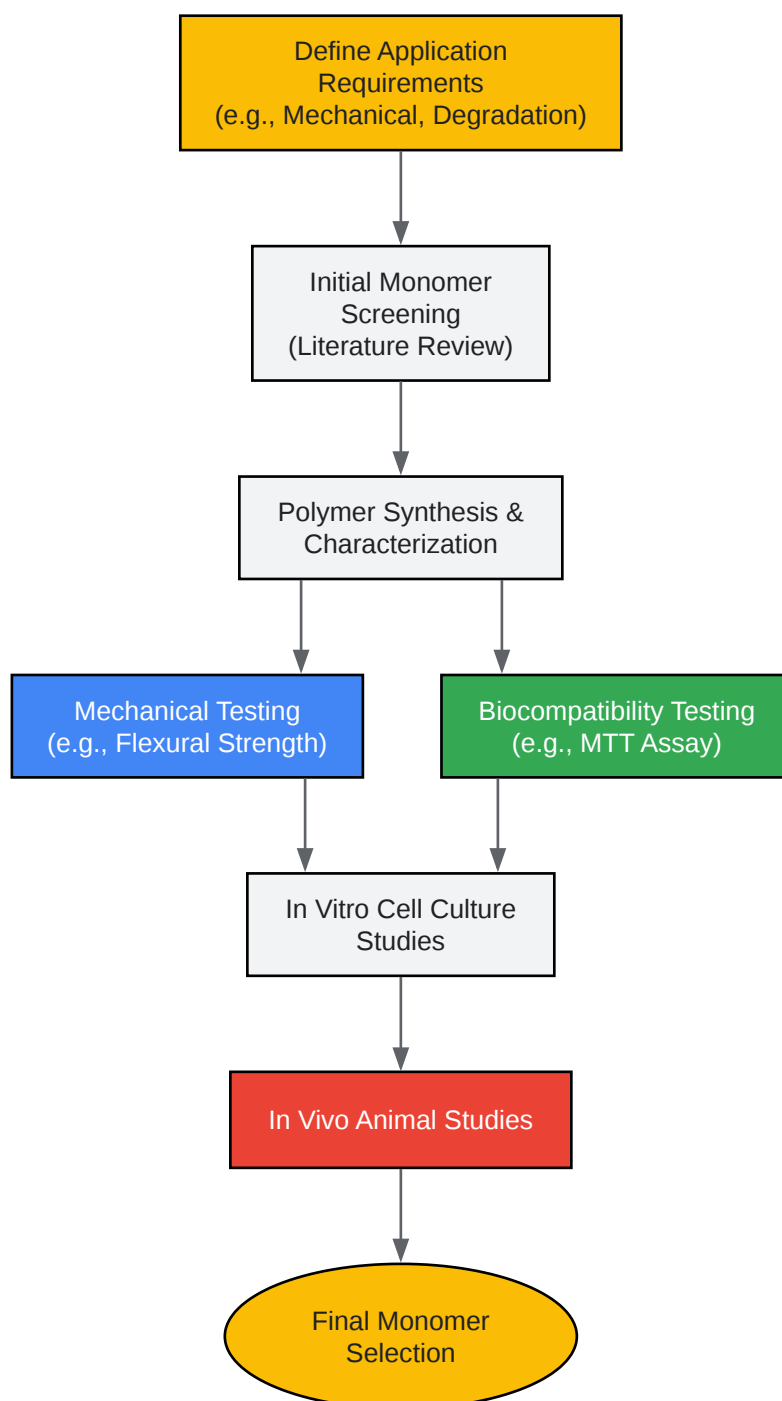 Define Application
Requirements
(e.g., Mechanical, Degradation)
Initial Monomer
Screening
(Literature Review)
Polymer Synthesis &
Characterization
Mechanical Testing
(e.g., Flexural Strength)
Biocompatibility Testing
(e.g., MTT Assay)
In Vitro Cell Culture
Studies
In Vivo Animal Studies
Final Monomer
Selection